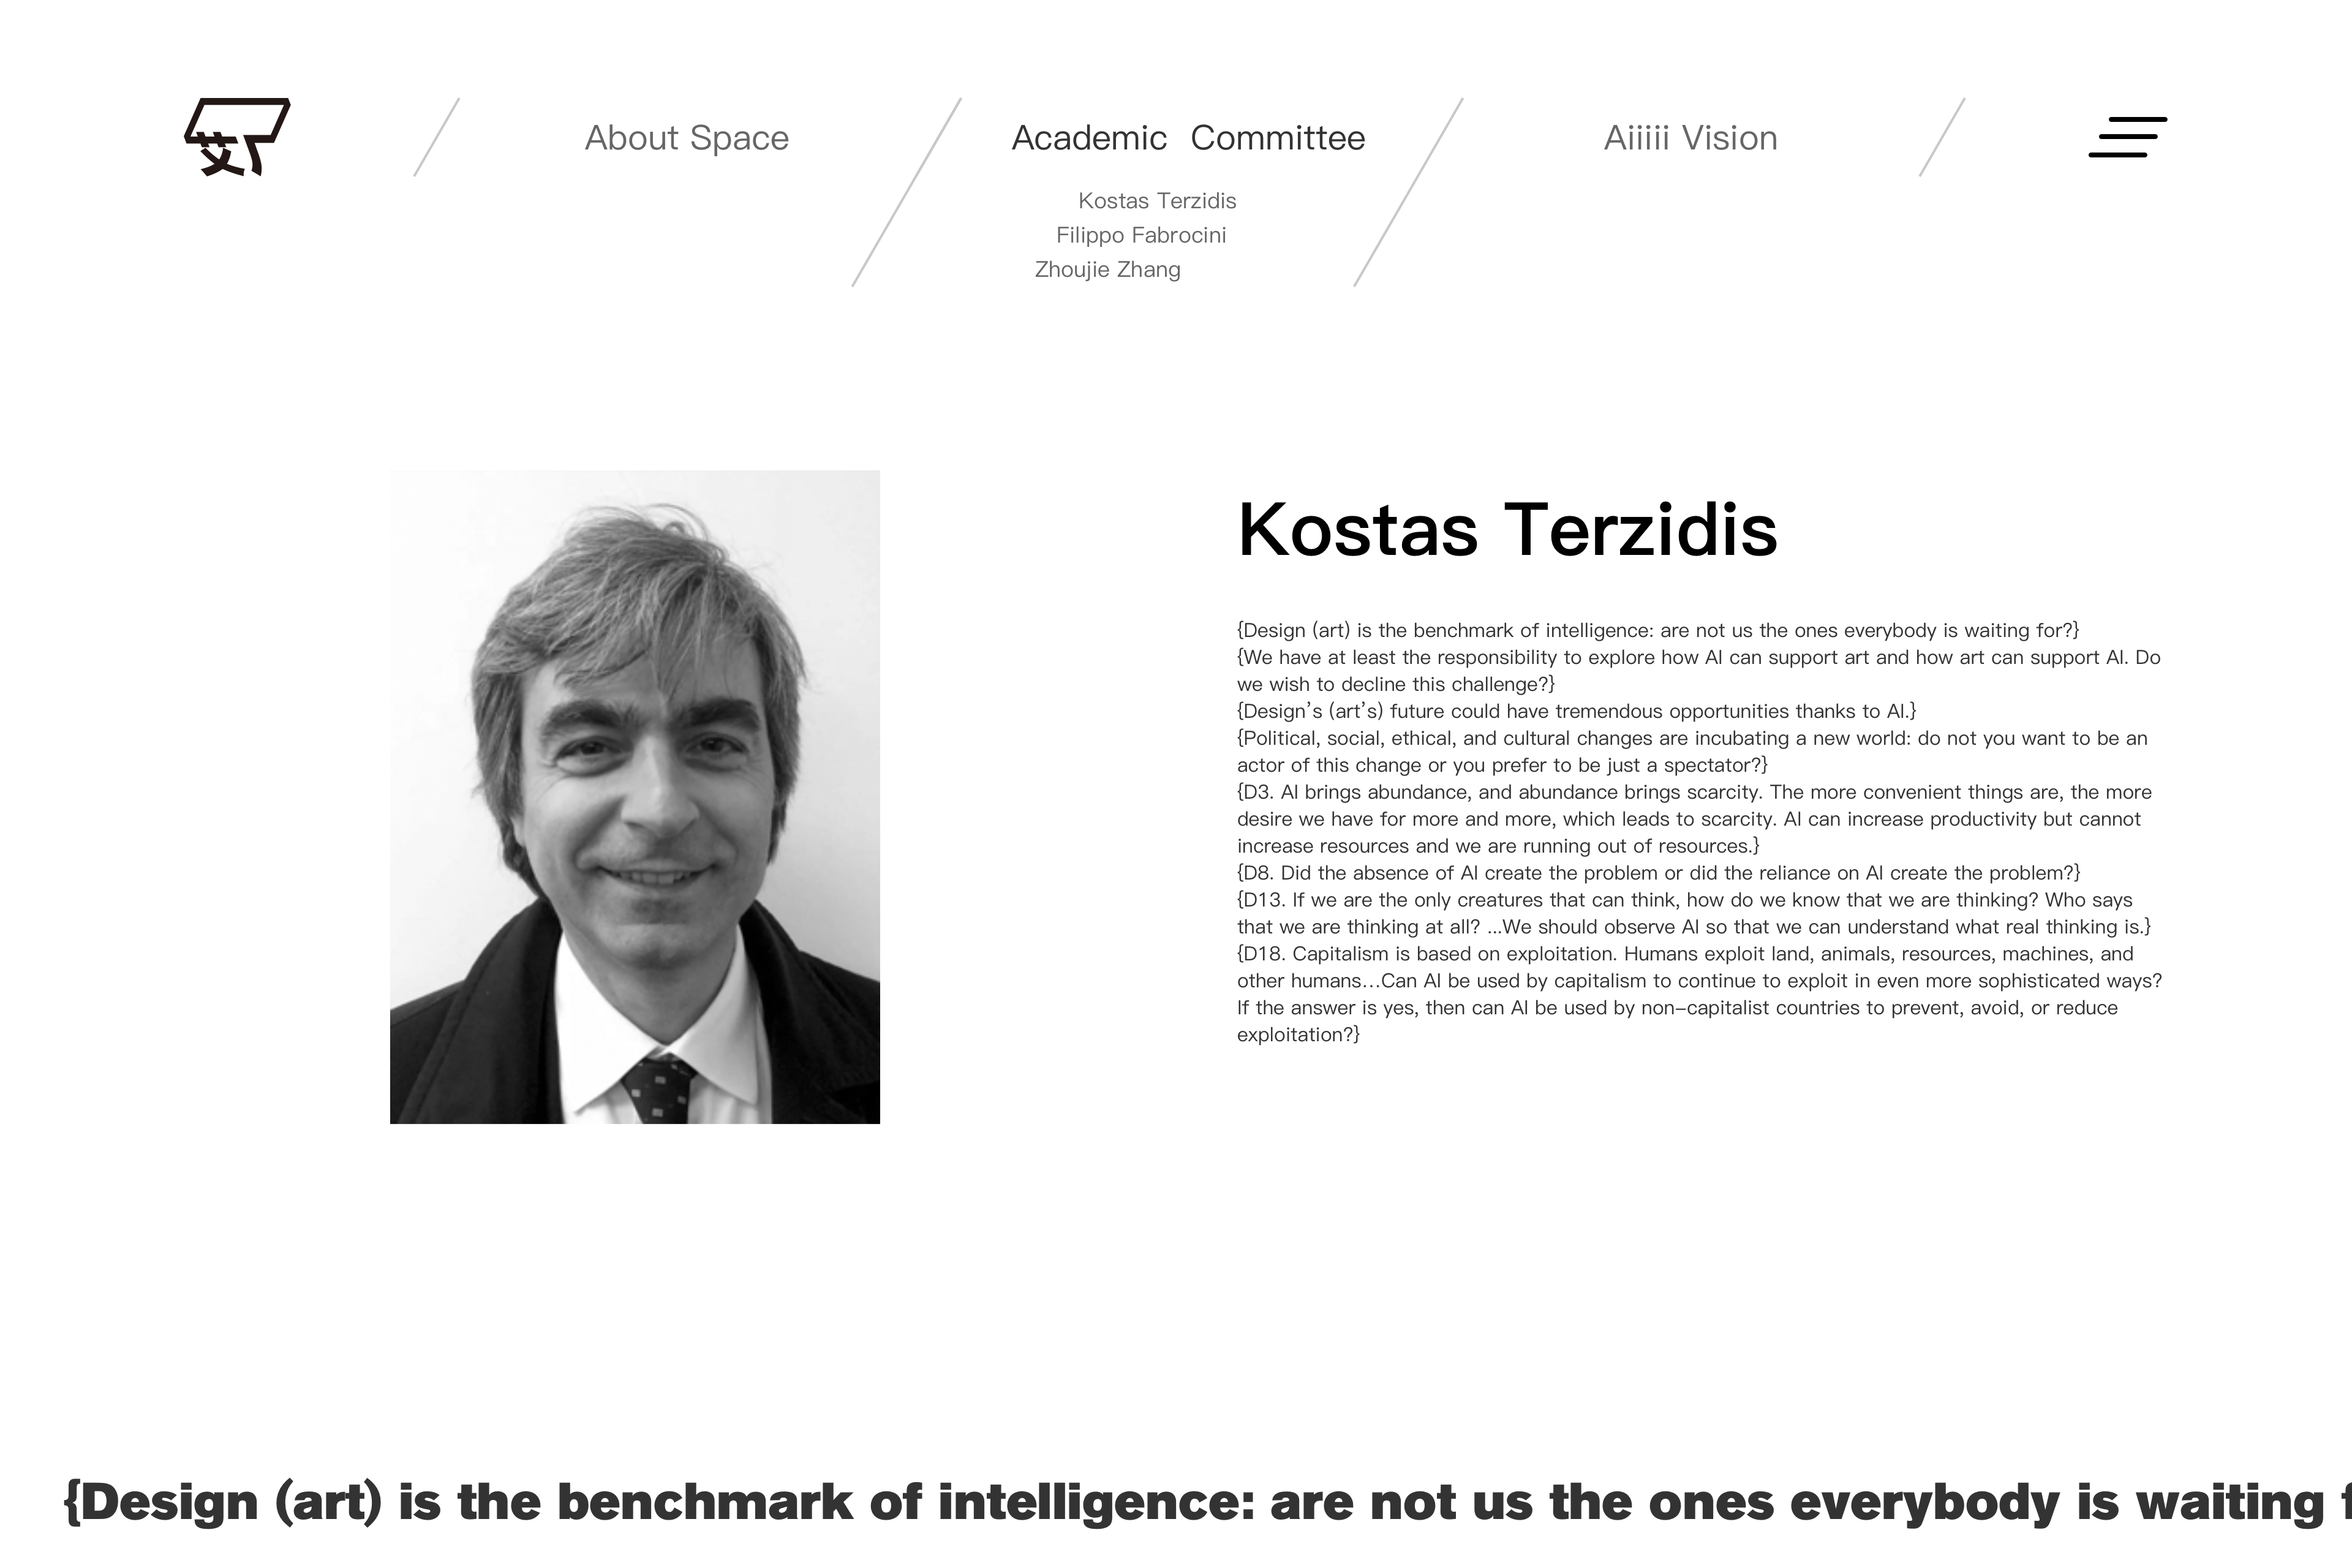 About Space
Academic Committee
Aiiiii Vision
Kostas Terzidis
Filippo Fabrocini
Zhoujie Zhang
Kostas Terzidis
{Design (art) is the benchmark of intelligence: are not us the ones everybody is waiting for?}
{We have at least the responsibility to explore how AI can support art and how art can support AI. Do
we wish to decline this challenge?}
{Design’s (art’s) future could have tremendous opportunities thanks to AI.}
{Political, social, ethical, and cultural changes are incubating a new world: do not you want to be an
actor of this change or you prefer to be just a spectator?}
{D3. AI brings abundance, and abundance brings scarcity. The more convenient things are, the more
desire we have for more and more, which leads to scarcity. AI can increase productivity but cannot
increase resources and we are running out of resources.}
{D8. Did the absence of AI create the problem or did the reliance on AI create the problem?}
{D13. If we are the only creatures that can think, how do we know that we are thinking? Who says
that we are thinking at all? ...We should observe AI so that we can understand what real thinking is.}
{D18. Capitalism is based on exploitation. Humans exploit land, animals, resources, machines, and
other humans…Can AI be used by capitalism to continue to exploit in even more sophisticated ways?
If the answer is yes, then can AI be used by non–capitalist countries to prevent, avoid, or reduce
exploitation?}
{Design (art) is the benchmark of intelligence: are not us the ones everybody is waiting